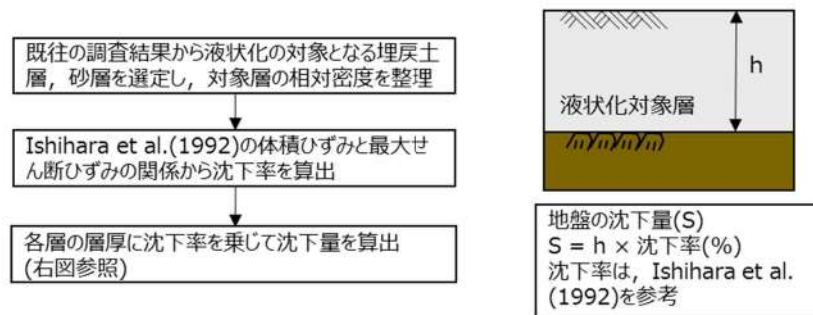 既往の調査結果から液状化の対象となる埋戻土
層，砂層を選定し，対象層の相対密度を整理
Ishihara et al.(1992)の体積ひずみと最大せ
ん断ひずみの関係から沈下率を算出
各層の層厚に沈下率を乗じて沈下量を算出
(右図参照)
h
液状化対象層
地盤の沈下量(S)
S = h × 沈下率(%)
沈下率は，Ishihara et al.
(1992)を参考